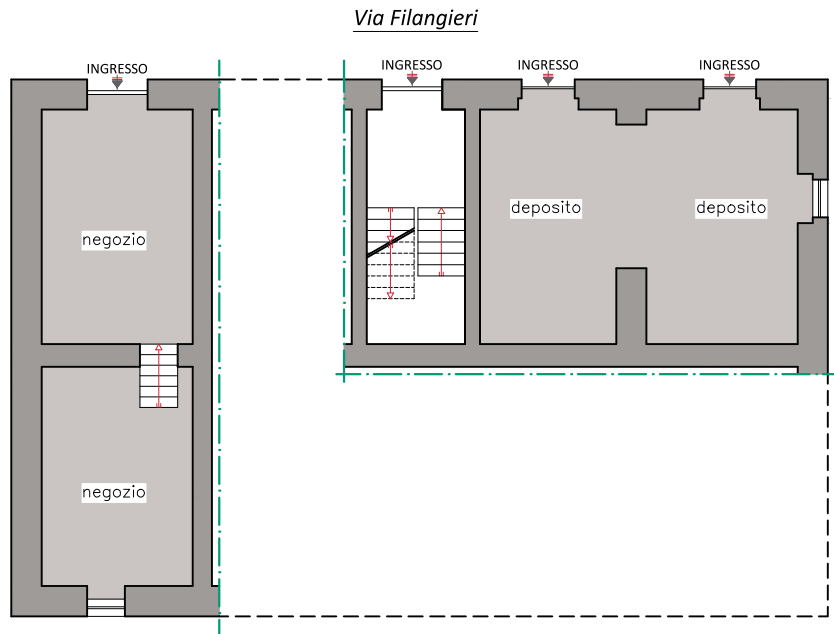 Via Filangieri
INGRESSO
INGRESSO
INGRESSO
INGRESSO
deposito
deposito
negozio
negozio